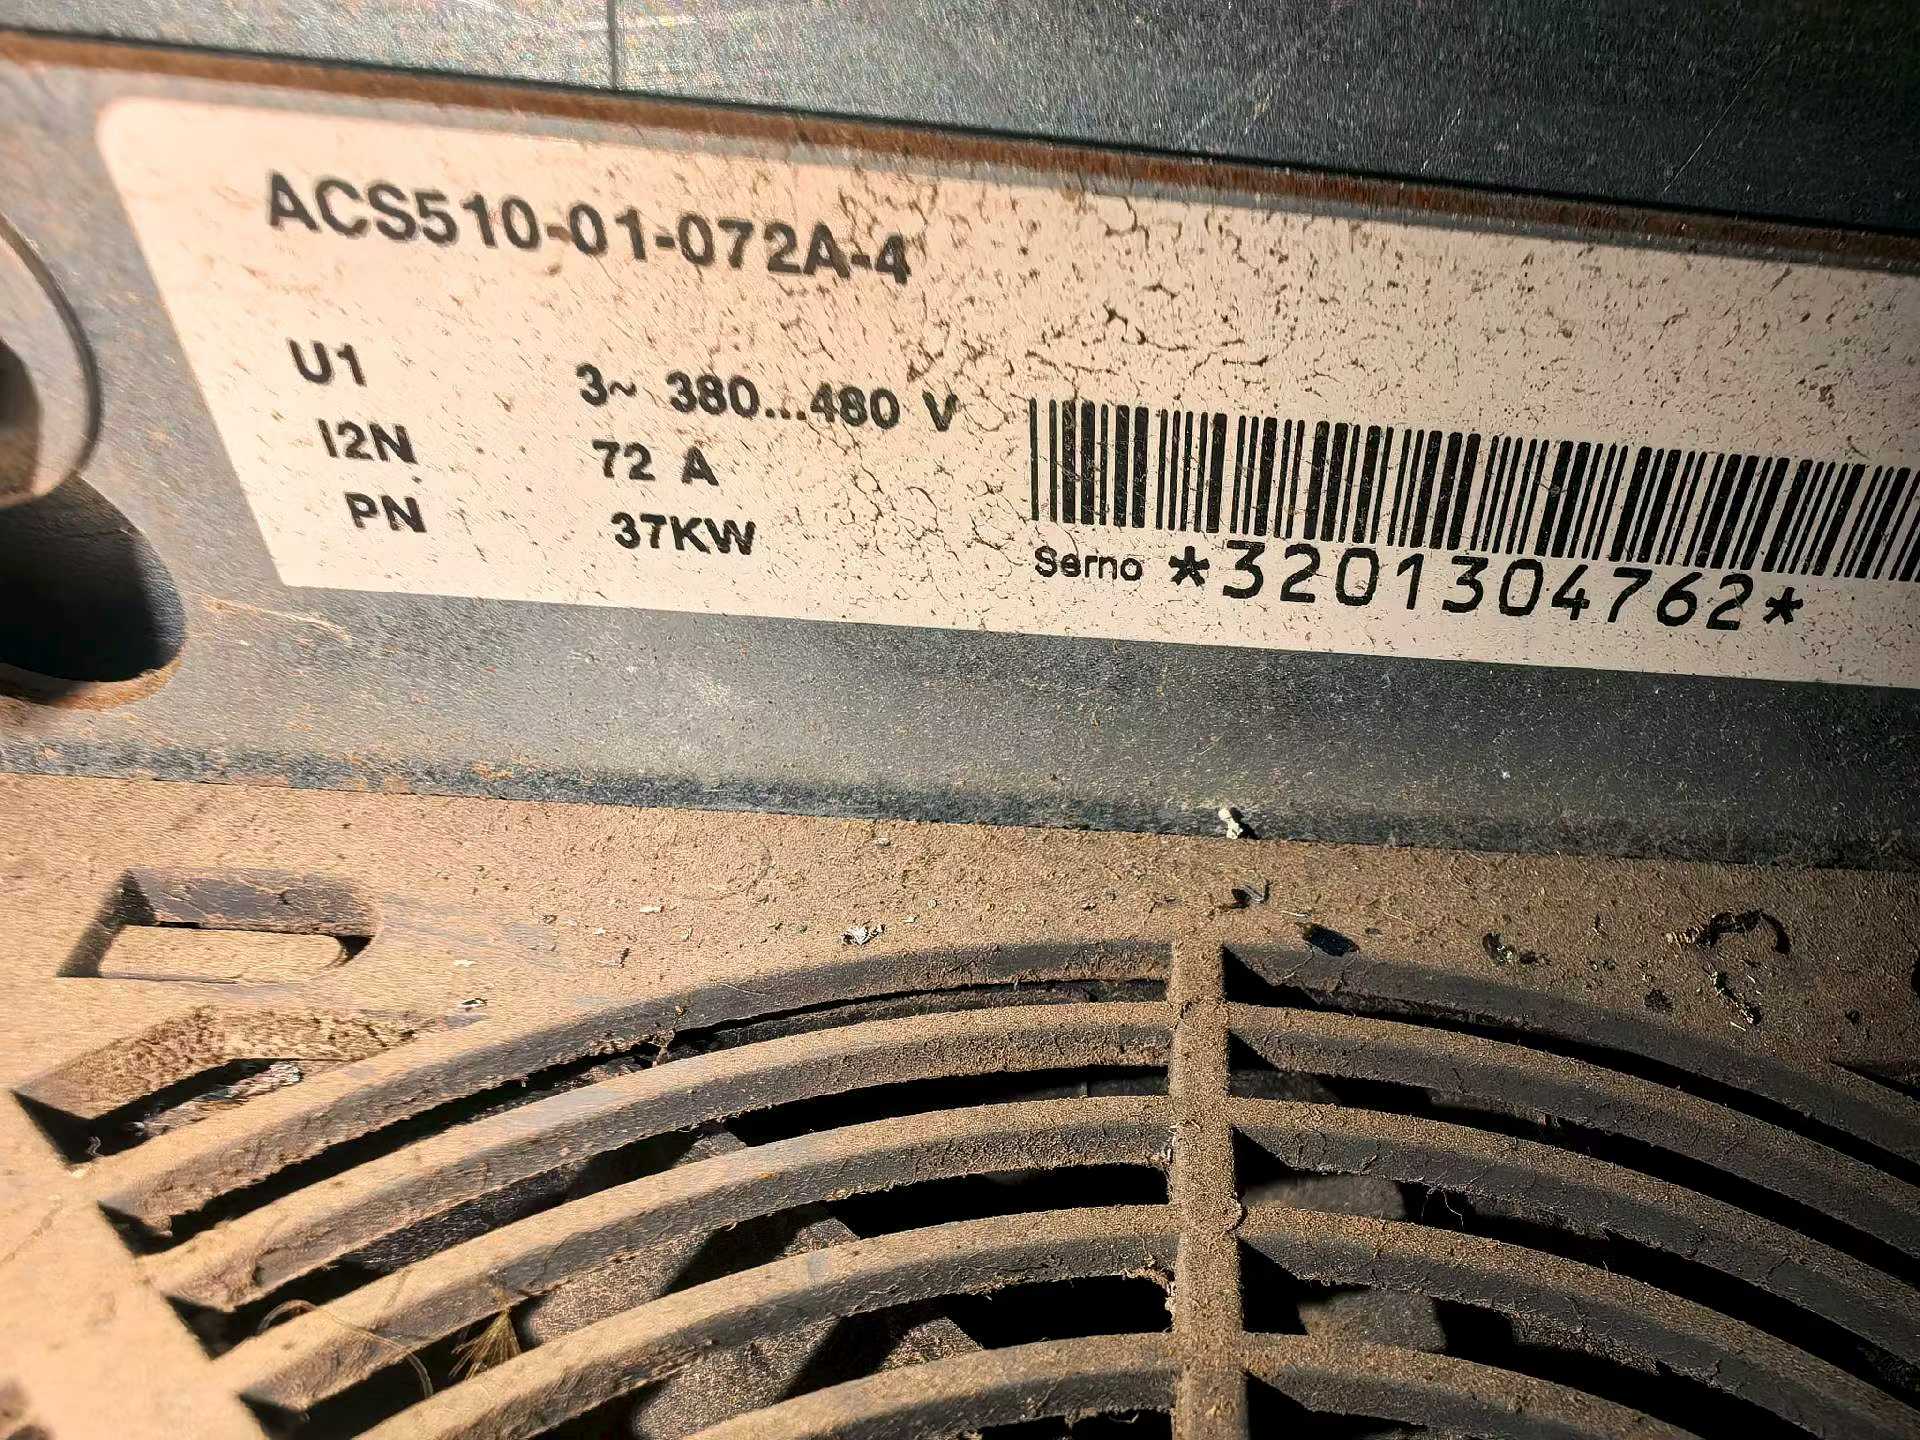 ACS510-01-072A-4
U1 3~ 380...480 V
I2N 72 A
PN 37KW
Serno *3201304762*